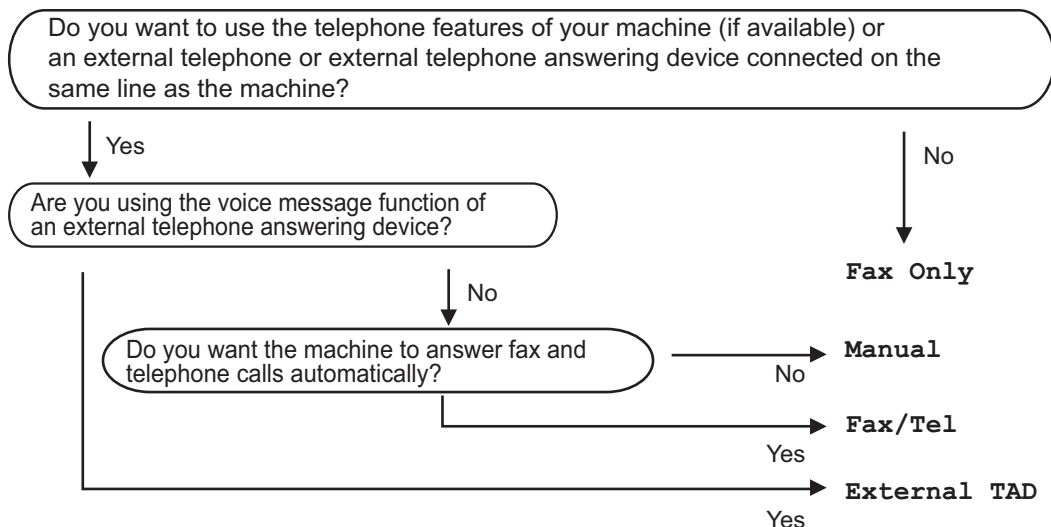 Do you want to use the telephone features of your machine (if available) or
an external telephone or external telephone answering device connected on the
same line as the machine?
Yes
No
Are you using the voice message function of
an external telephone answering device?
Fax Only
No
Do you want the machine to answer fax and
telephone calls automatically?
No
Manual
Yes
Fax/Tel
Yes
External TAD